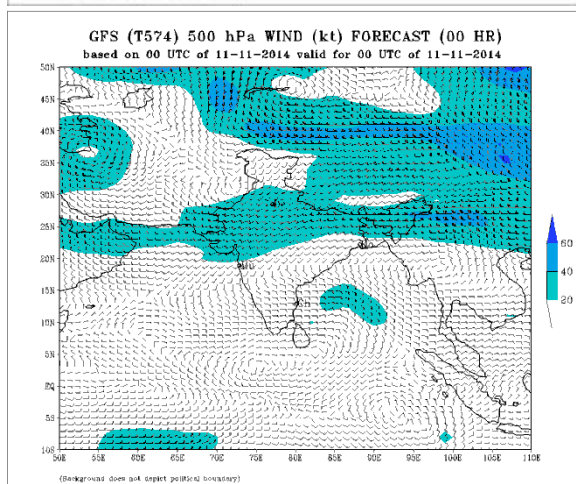 GFS (T574) 500 hPa WIND (kt) FORECAST (00 HR)
based on 00 UTC of 11-11-2014 valid for 00 UTC of 11-11-2014
50N
45N
40N
35N
30N
25N
20N
15N
10N
5N
EQ
5S
10S
50E 55E 60E 65E 70E 75E 80E 85E 90E 95E 100E 105E 110E
60
40
20
(Background does not depict political boundary)